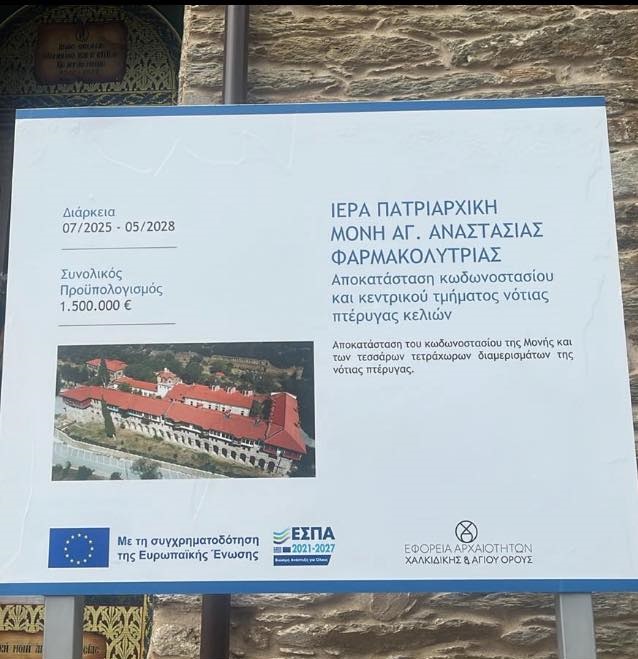 Διάρκεια
07/2025 - 05/2028
Συνολικός
Προϋπολογισμός
1.500.000 €
ΙΕΡΑ ΠΑΤΡΙΑΡΧΙΚΗ
ΜΟΝΗ ΑΓ. ΑΝΑΣΤΑΣΙΑΣ
ΦΑΡΜΑΚΟΛΥΤΡΙΑΣ
Αποκατάσταση κωδωνοστασίου
και κεντρικού τμήματος νότιας
πτέρυγας κελιών
Αποκατάσταση του κωδωνοστασίου της Μονής και
των τεσσάρων τετράχωρων διαμερισμάτων της
νότιας πτέρυγας.
Με τη συγχρηματοδότηση
της Ευρωπαϊκής Ένωσης
ΕΣΠΑ
2021-2027
ΕΦΟΡΕΙΑ ΑΡΧΑΙΟΤΗΤΩΝ
ΧΑΛΚΙΔΙΚΗΣ & ΑΓΙΟΥ ΟΡΟΥΣ